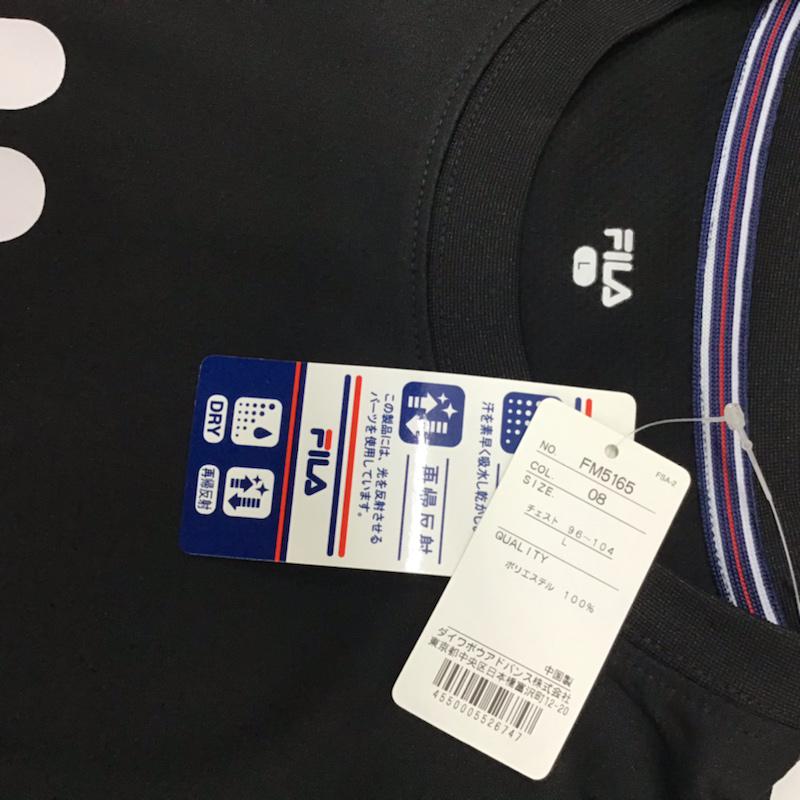 FILA
L
DRY
再帰反射
FILA
再帰反射
この製品には、光を反射させる
パーツを使用しています。
汗を素早く吸水し乾かし
FSA-2
NO. FM5165
COL. 08
SIZE.
チェスト 96-104
L
QUALITY
ポリエステル 100%
中国製
ダイワボウアドバンス株式会社
東京都中央区日本橋富沢町12-20
4550005526747